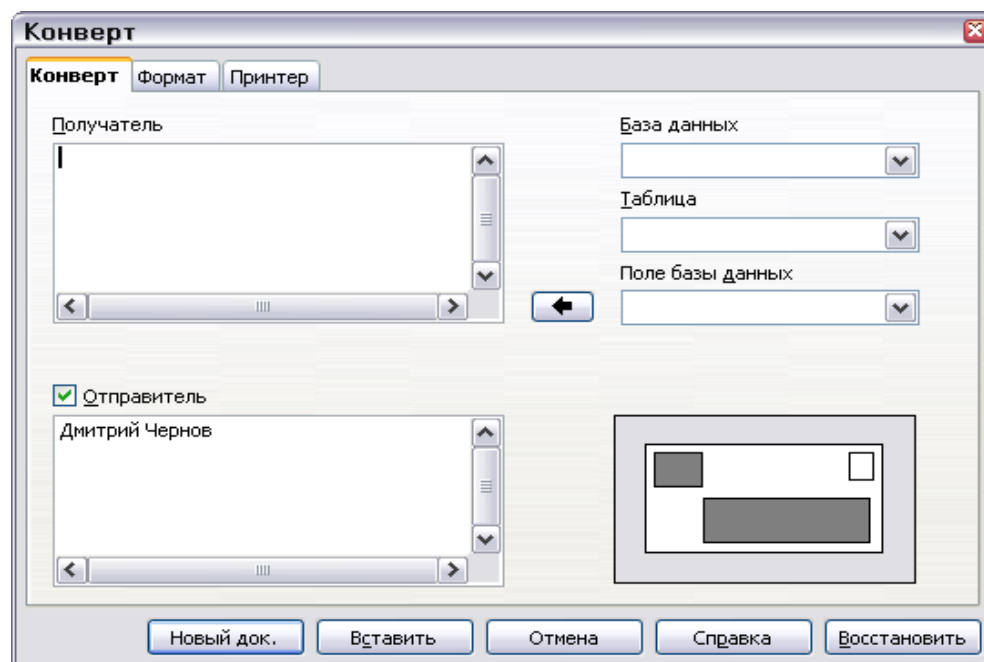 Конверт
Конверт Формат Принтер
Получатель
База данных
Таблица
Поле базы данных
Отправитель
Дмитрий Чернов
Новый док. Вставить Отмена Справка Восстановить